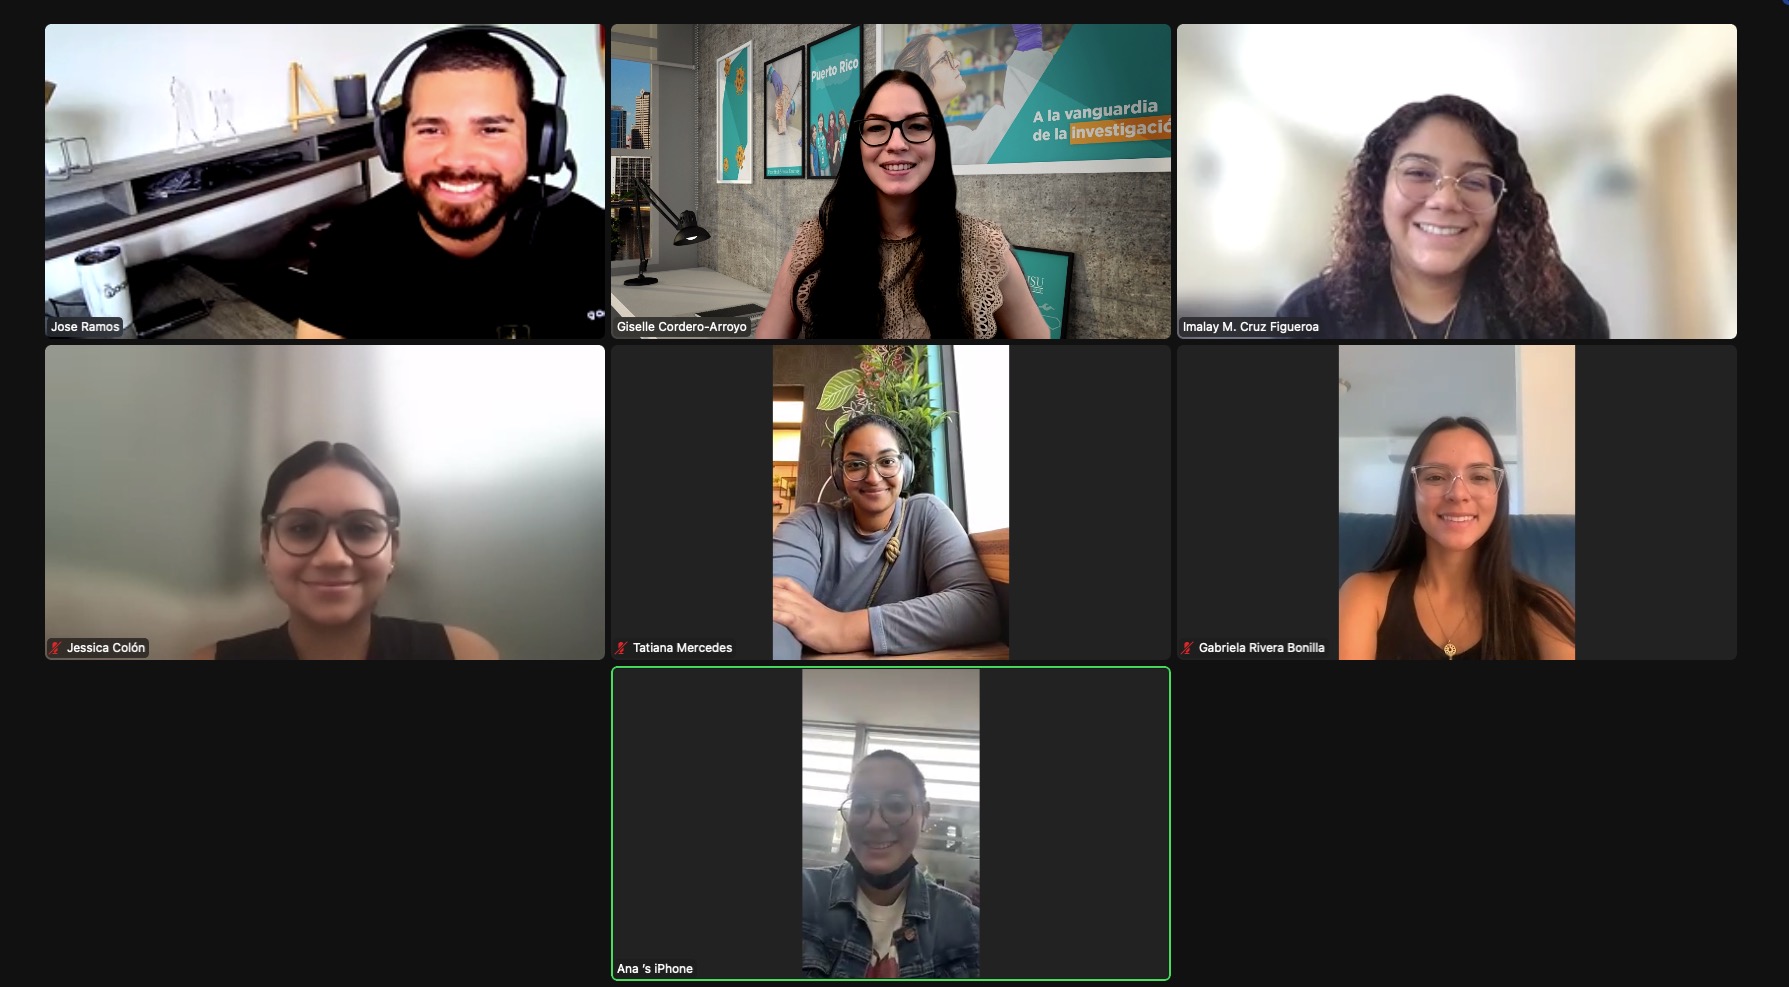 Puerto Rico
A la vanguardia
de la investigació
Jose Ramos
Giselle Cordero-Arroyo
Imalay M. Cruz Figueroa
Jessica Colón
Tatiana Mercedes
Gabriela Rivera Bonilla
Ana 's iPhone